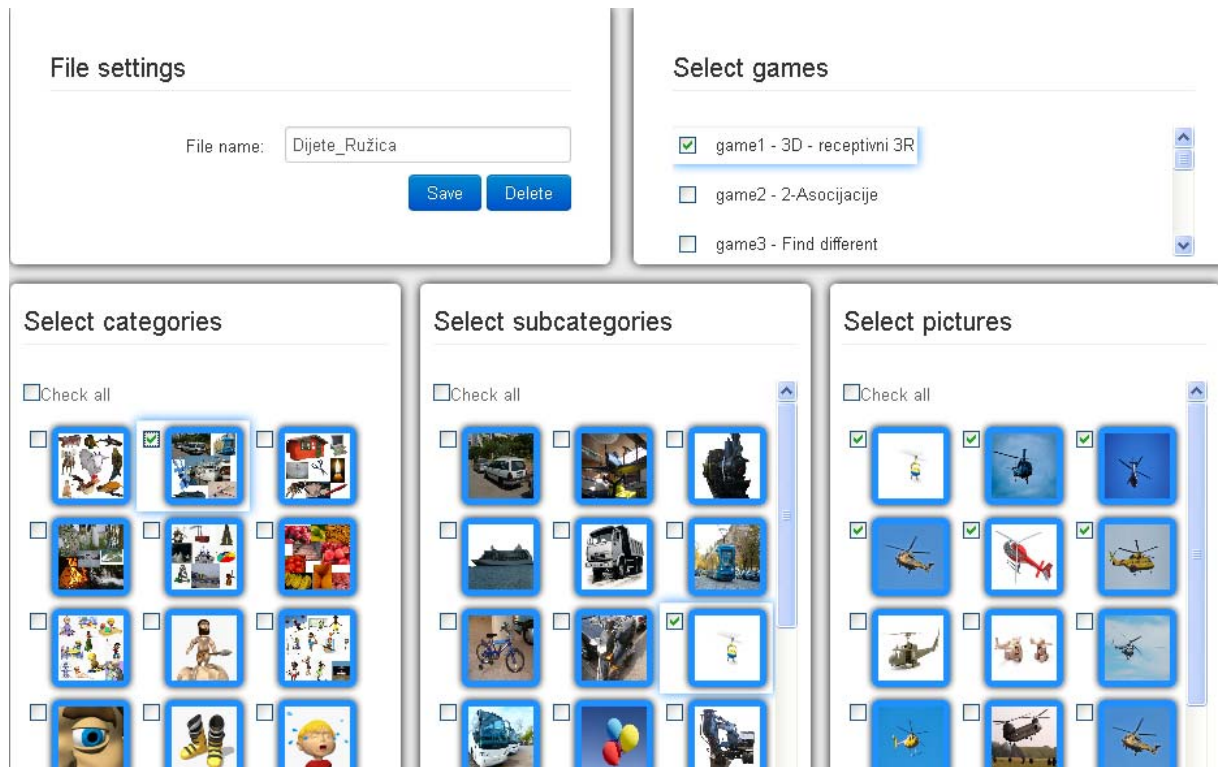 File settings
File name: Dijete_Ružica
Save Delete
Select games
game1 - 3D - receptivni 3R
game2 - 2-Asocijacije
game3 - Find different
Select categories
Check all
Select subcategories
Check all
Select pictures
Check all